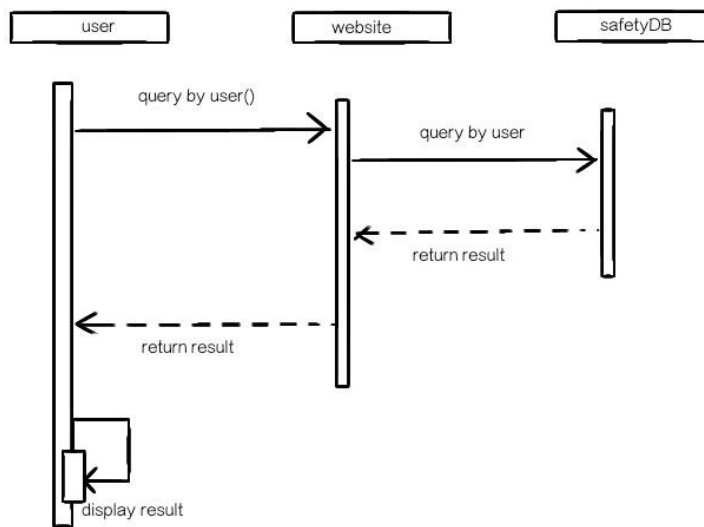 user
website
safetyDB
query by user()
query by user
return result
return result
display result